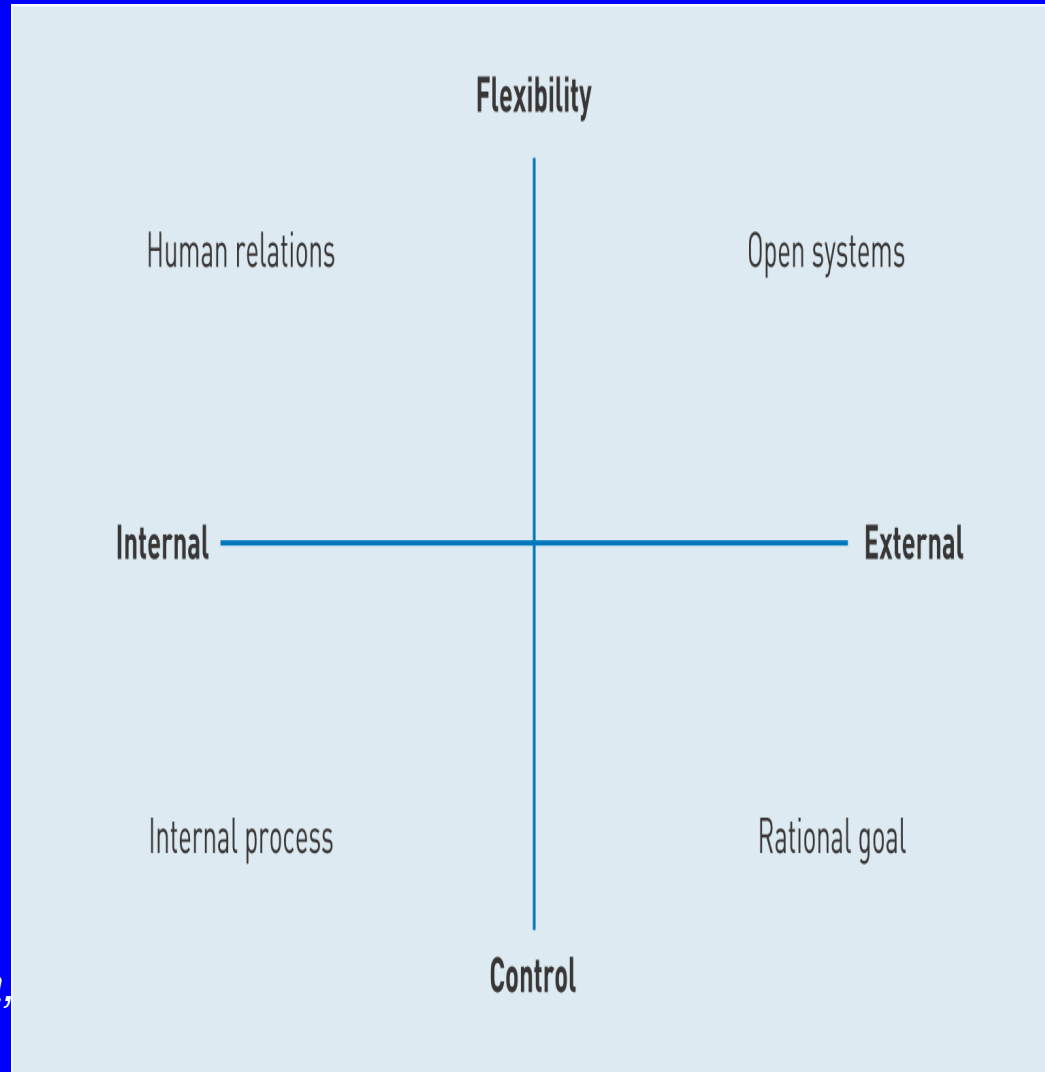 Flexibility
Human relations
Open systems
Internal
External
Internal process
Rational goal
Control